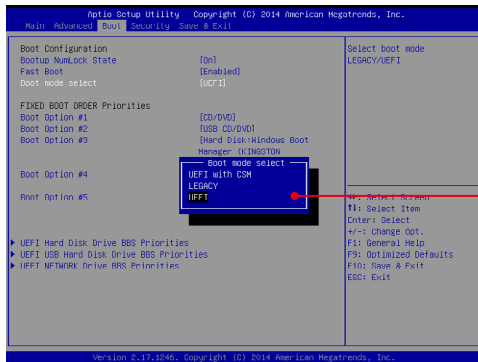 Aptio Setup Utility Copyright (C) 2014 American Megatrends, Inc.
Main Advanced Boot Security Save & Exit
Boot Configuration
Bootup NumLock State [On]
Fast Boot [Enabled]
Boot mode select [UEFI]
FIXED BOOT ORDER Priorities
Boot Option #1 [CD/DVD]
Boot Option #2 [USB CD/DVD]
Boot Option #3 [Hard Disk:Windows Boot
Manager (KINGSTON
Boot Option #4
Boot Option #5
Boot mode select
UEFI with CSM
LEGACY
UEFI
UEFI Hard Disk Drive BBS Priorities
UEFI USB Hard Disk Drive BBS Priorities
UEFI NETWORK Drive BBS Priorities
Select boot mode
LEGACY/UEFI
Select Screen
↑↓: Select Item
Enter: Select
+/-: Change Opt.
F1: General Help
F9: Optimized Defaults
F10: Save & Exit
ESC: Exit
Version 2.17.1246. Copyright (C) 2014 American Megatrends, Inc.